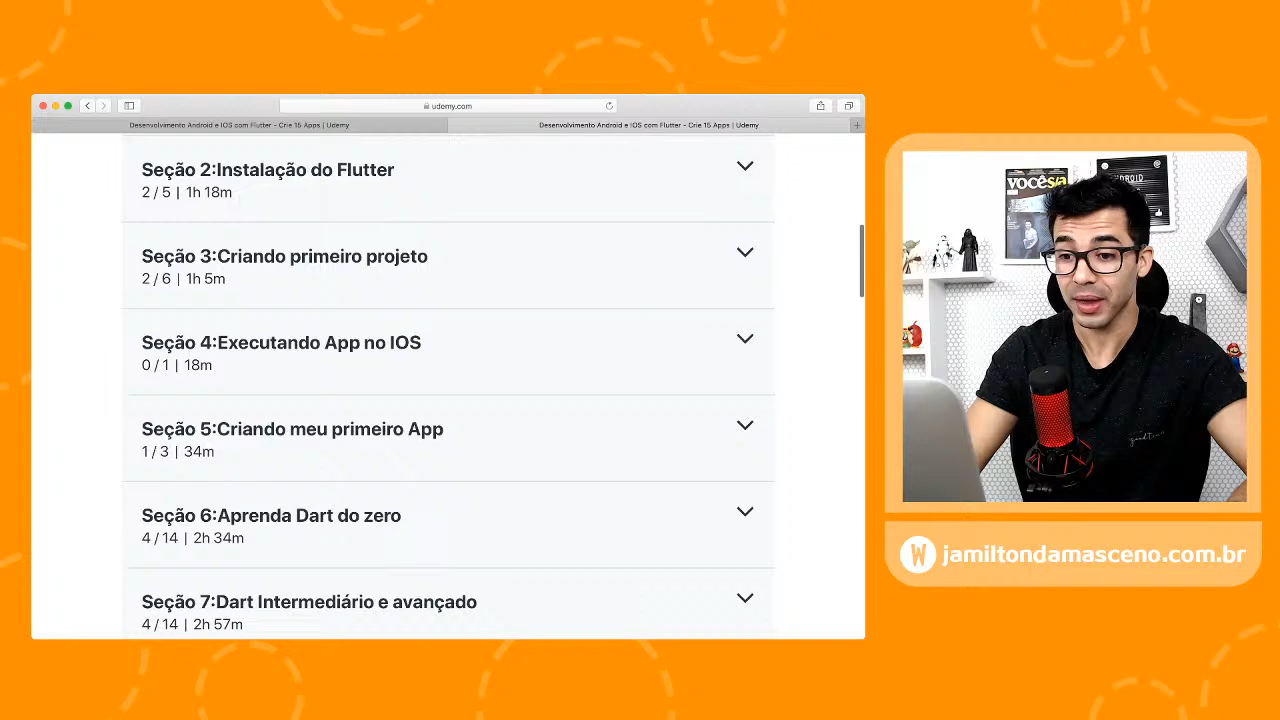 udemy.com
Desenvolvimento Android e IOS com Flutter - Crie 15 Apps | Udemy
Desenvolvimento Android e IOS com Flutter - Crie 15 Apps | Udemy
Seção 2:Instalação do Flutter
2 / 5 | 1h 18m
Seção 3:Criando primeiro projeto
2 / 6 | 1h 5m
Seção 4:Executando App no IOS
0 / 1 | 18m
Seção 5:Criando meu primeiro App
1 / 3 | 34m
Seção 6:Aprenda Dart do zero
4 / 14 | 2h 34m
Seção 7:Dart Intermediário e avançado
4 / 14 | 2h 57m
VOCÊ S/A
W jamiltondamasceno.com.br